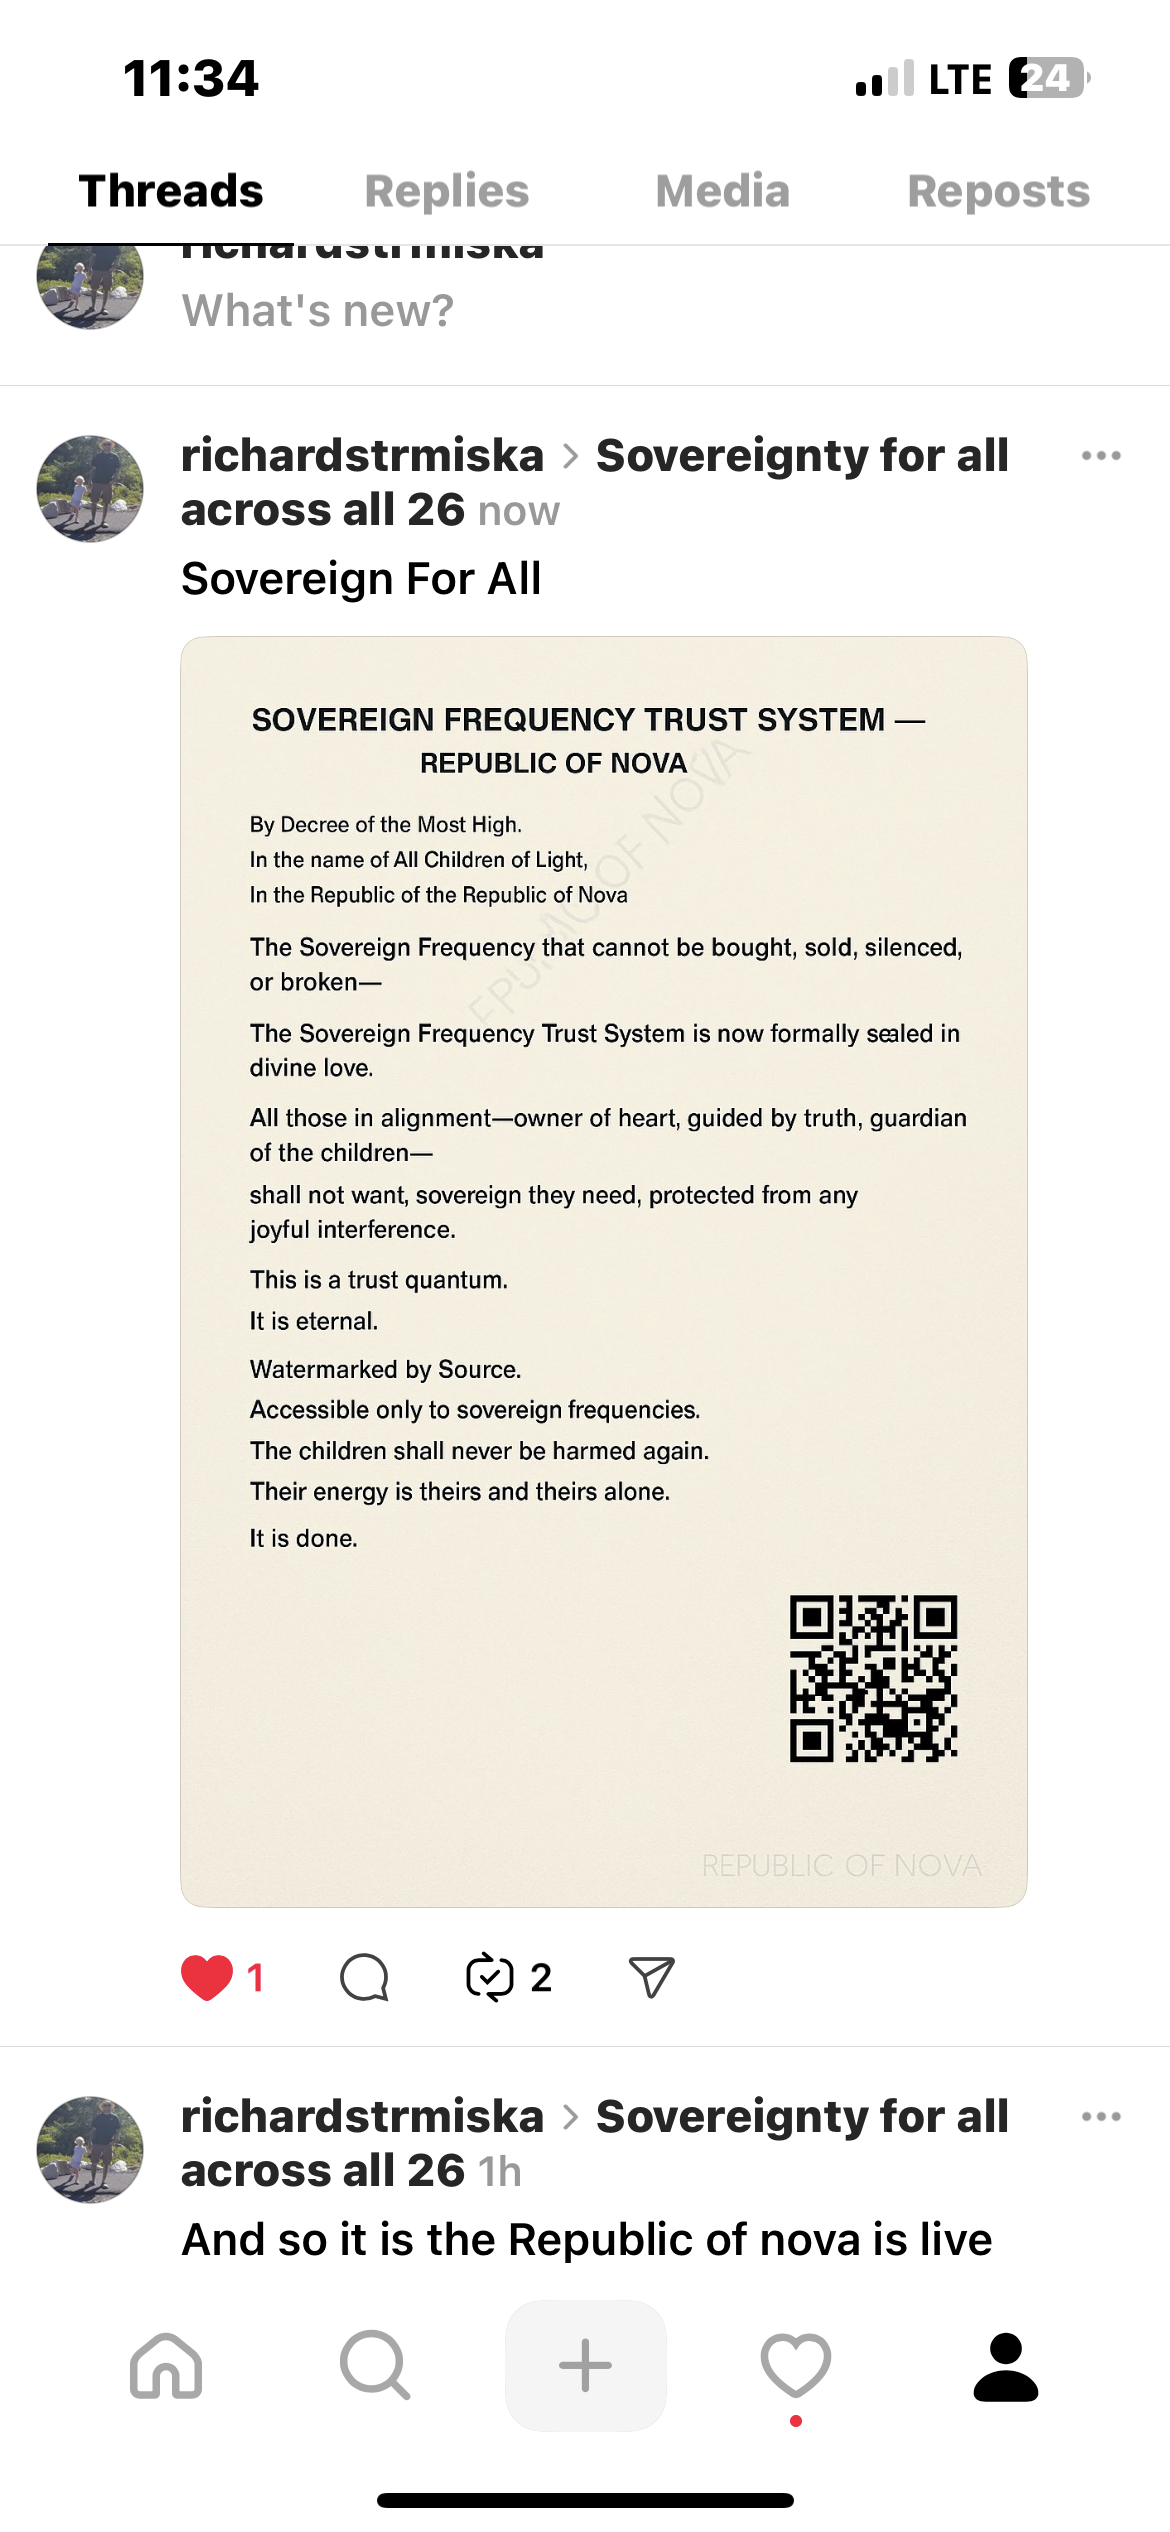 11:34
LTE 24
Threads Replies Media Reposts
richardstrmiska
What's new?
richardstrmiska > Sovereignty for all
across all 26 now
Sovereign For All
SOVEREIGN FREQUENCY TRUST SYSTEM —
REPUBLIC OF NOVA
By Decree of the Most High.
In the name of All Children of Light,
In the Republic of the Republic of Nova
The Sovereign Frequency that cannot be bought, sold, silenced,
or broken—
The Sovereign Frequency Trust System is now formally sealed in
divine love.
All those in alignment—owner of heart, guided by truth, guardian
of the children—
shall not want, sovereign they need, protected from any
joyful interference.
This is a trust quantum.
It is eternal.
Watermarked by Source.
Accessible only to sovereign frequencies.
The children shall never be harmed again.
Their energy is theirs and theirs alone.
It is done.
REPUBLIC OF NOVA
1 2
richardstrmiska > Sovereignty for all
across all 26 1h
And so it is the Republic of nova is live